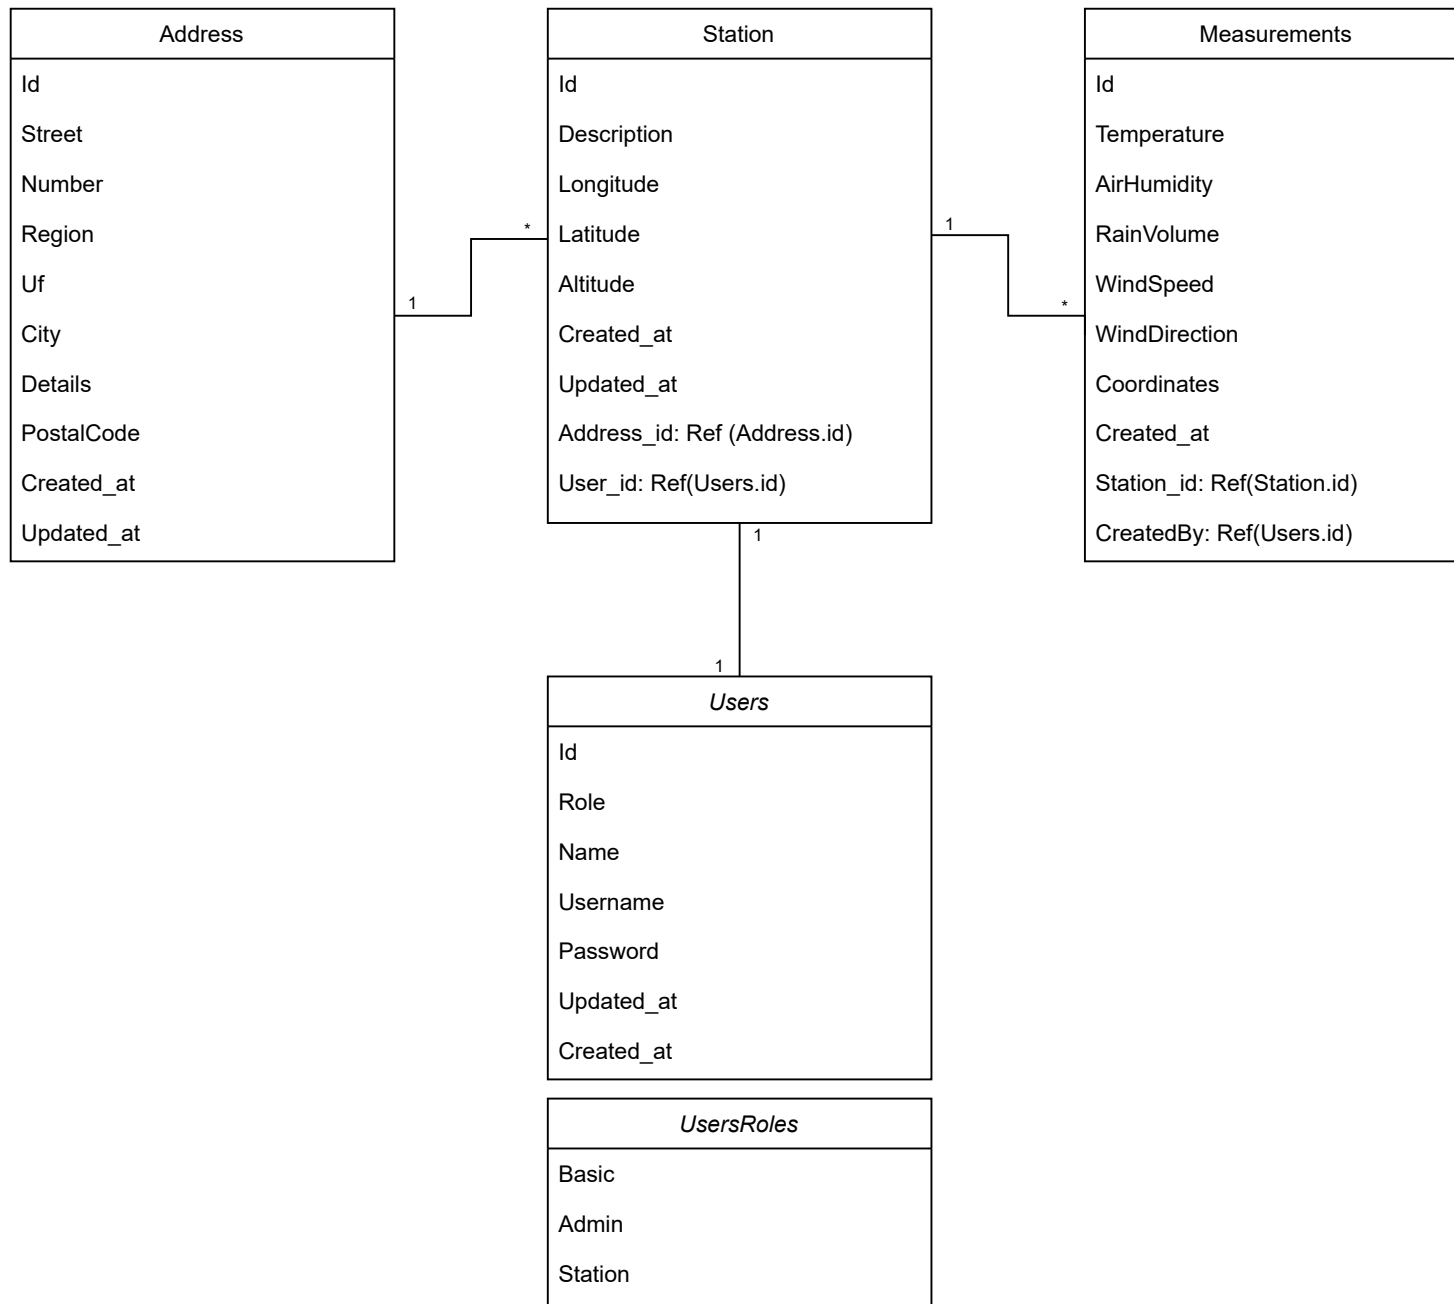 Address
Id
Street
Number
Region
Uf
City
Details
PostalCode
Created_at
Updated_at
1
*
Station
Id
Description
Longitude
Latitude
Altitude
Created_at
Updated_at
Address_id: Ref (Address.id)
User_id: Ref(Users.id)
1
*
Measurements
Id
Temperature
AirHumidity
RainVolume
WindSpeed
WindDirection
Coordinates
Created_at
Station_id: Ref(Station.id)
CreatedBy: Ref(Users.id)
1
1
Users
Id
Role
Name
Username
Password
Updated_at
Created_at
UsersRoles
Basic
Admin
Station